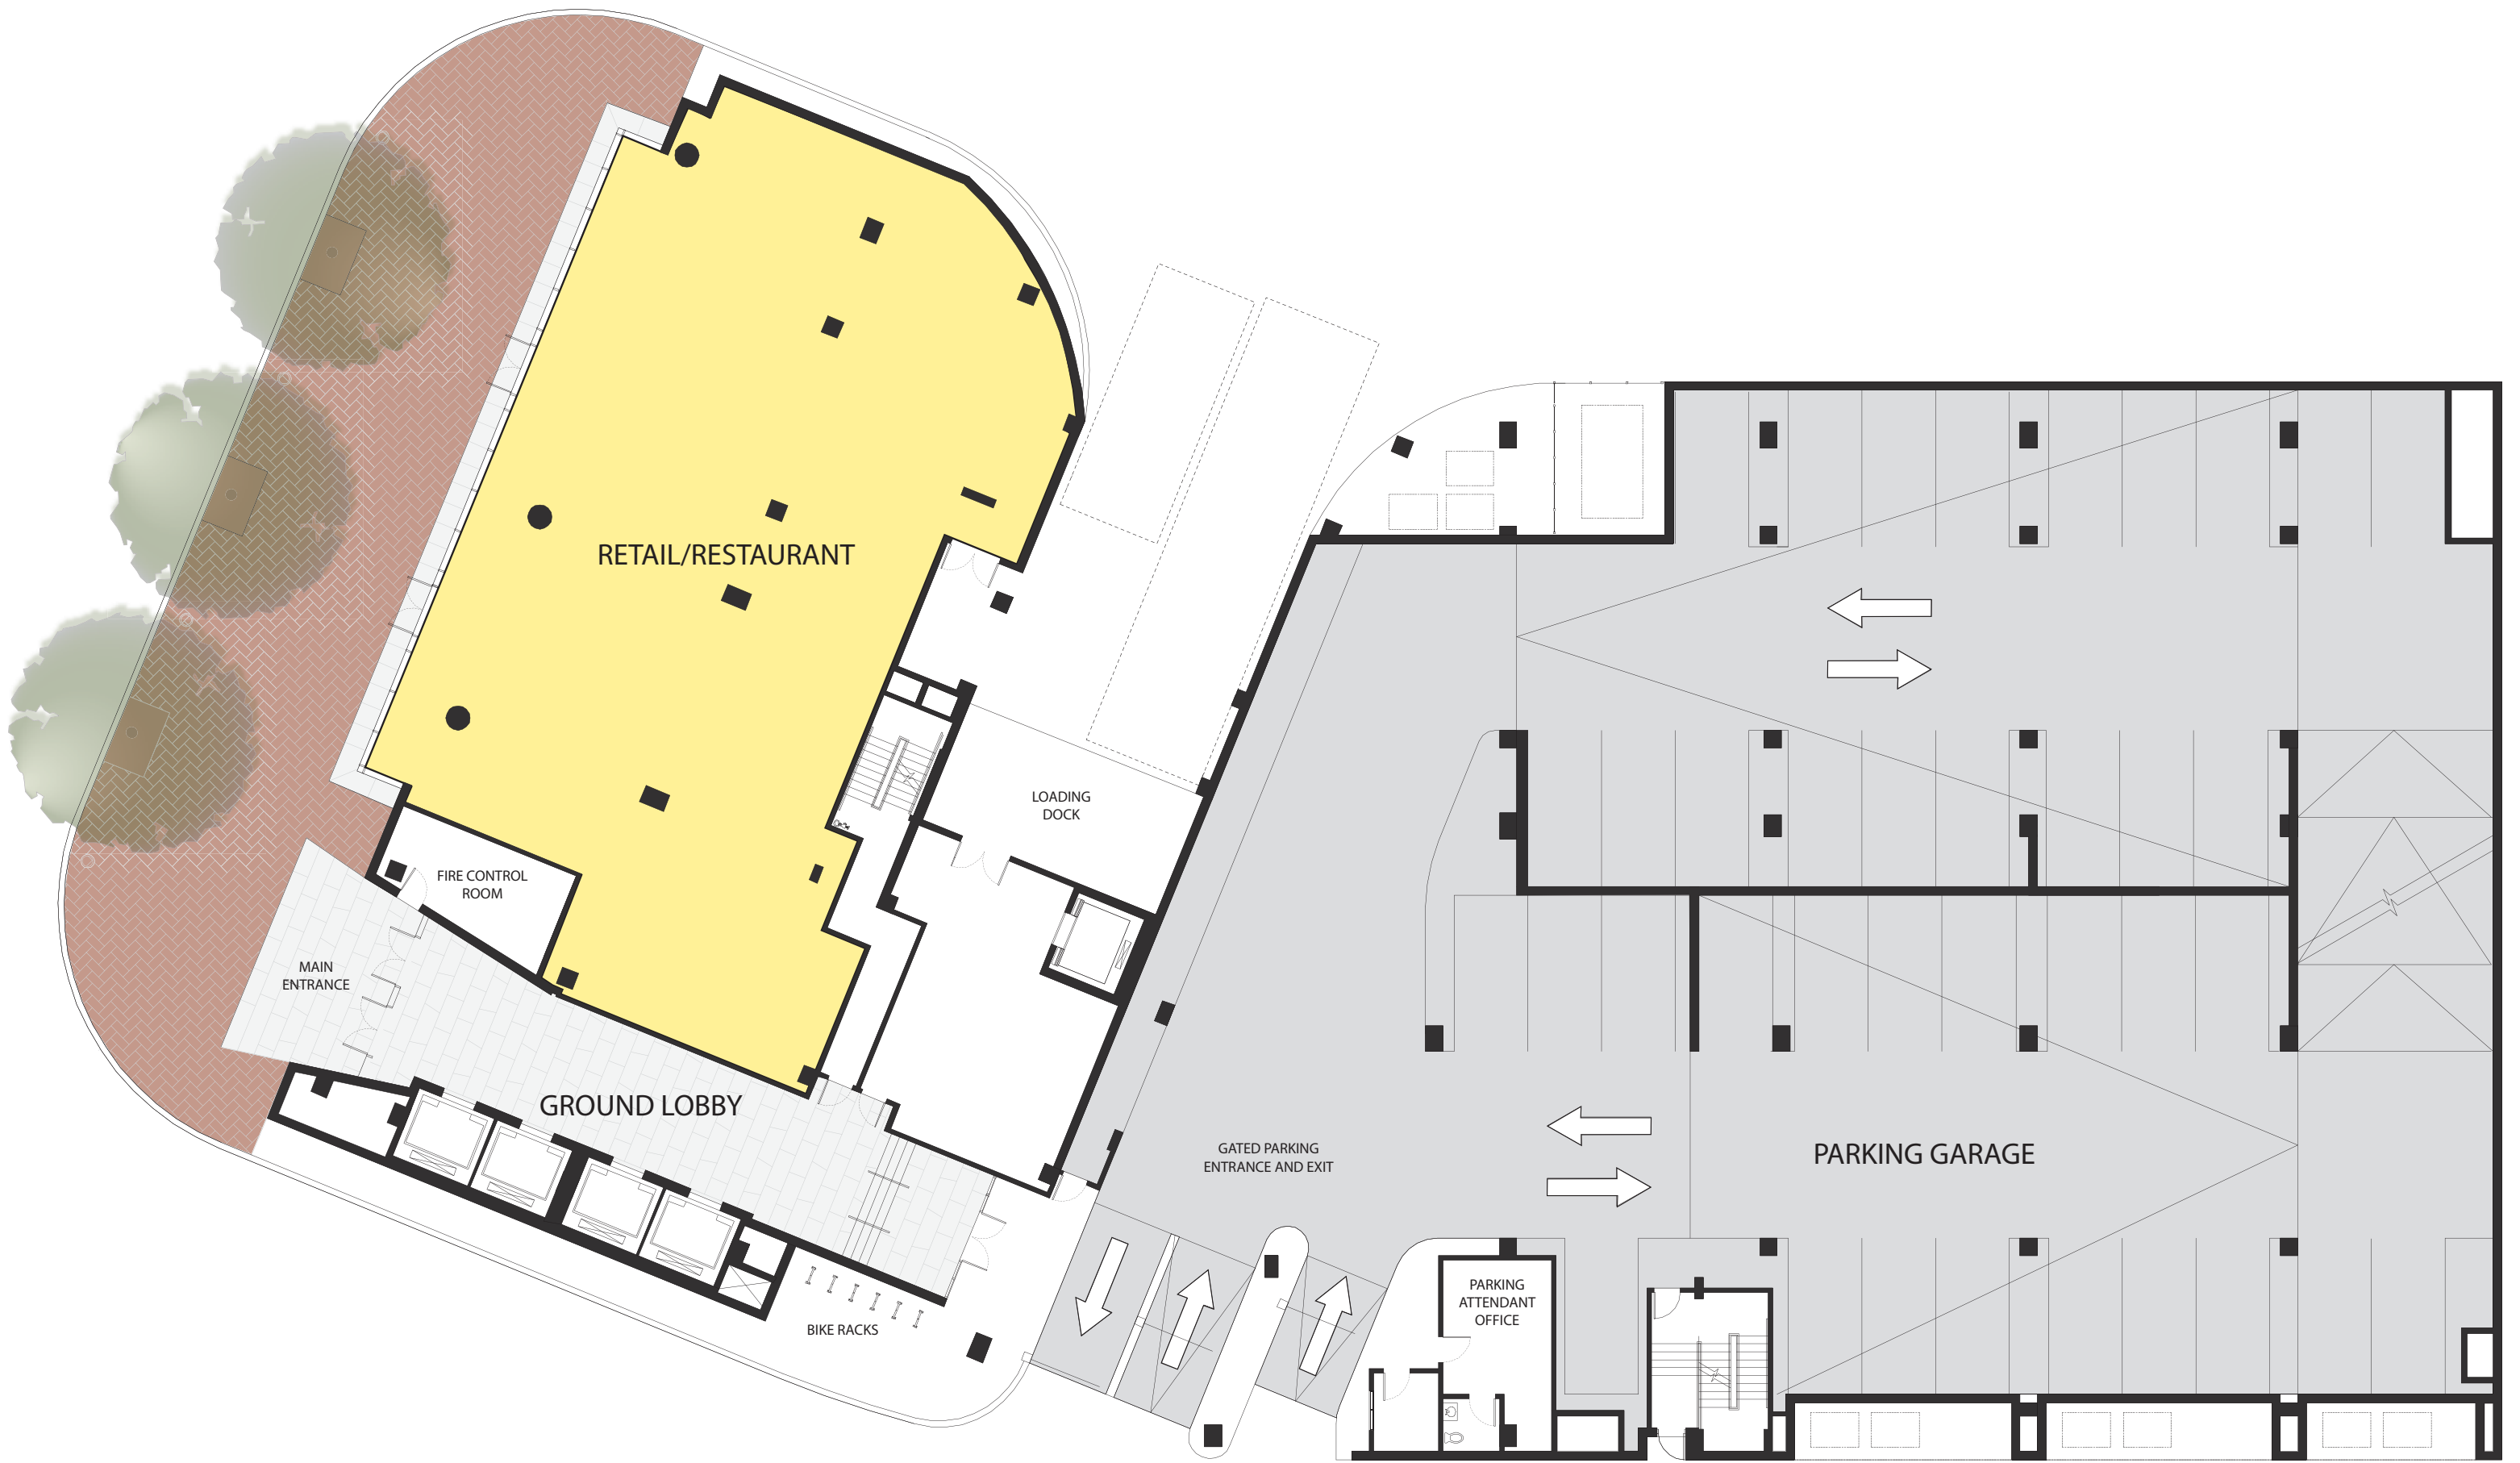 RETAIL/RESTAURANT
LOADING
DOCK
FIRE CONTROL
ROOM
MAIN
ENTRANCE
GROUND LOBBY
GATED PARKING
ENTRANCE AND EXIT
PARKING GARAGE
PARKING
ATTENDANT
OFFICE
BIKE RACKS